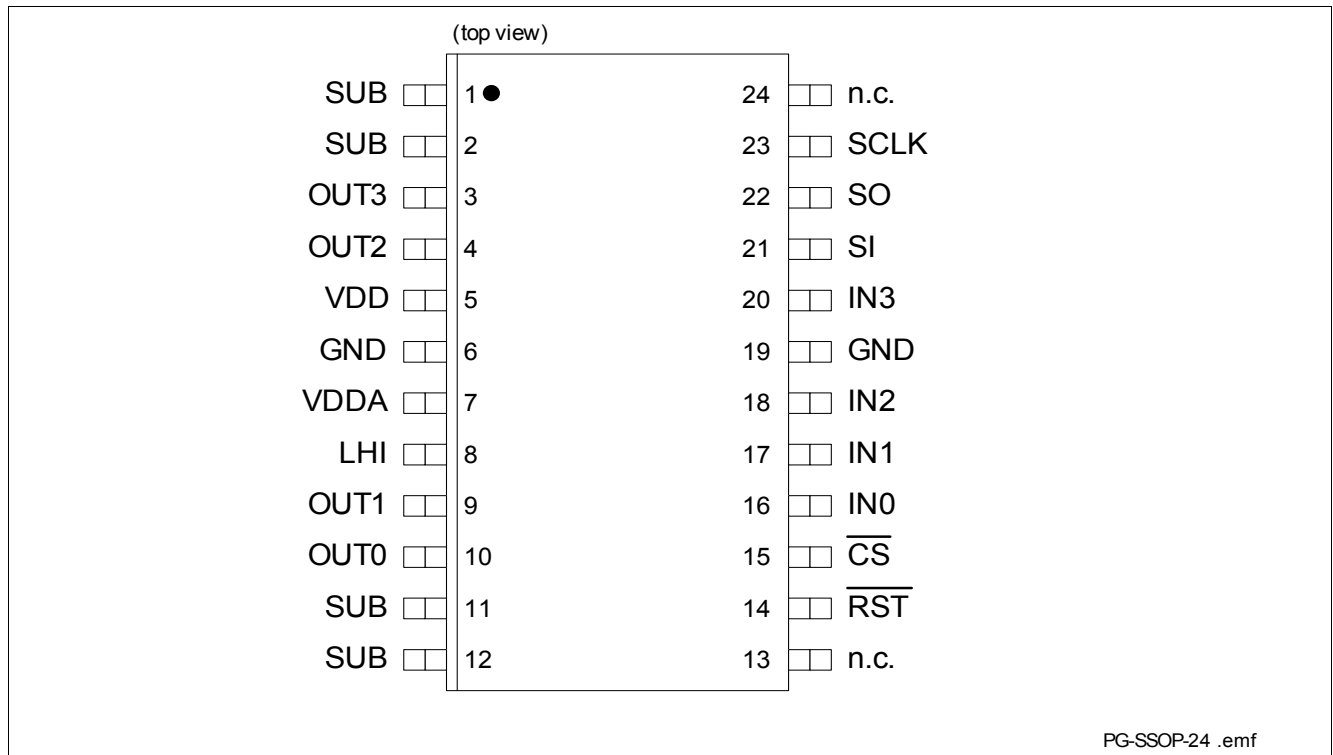 (top view)
SUB 1 24 n.c.
SUB 2 23 SCLK
OUT3 3 22 SO
OUT2 4 21 SI
VDD 5 20 IN3
GND 6 19 GND
VDDA 7 18 IN2
LHI 8 17 IN1
OUT1 9 16 IN0
OUT0 10 15 C̅S̅
SUB 11 14 R̅S̅T̅
SUB 12 13 n.c.
PG-SSOP-24 .emf